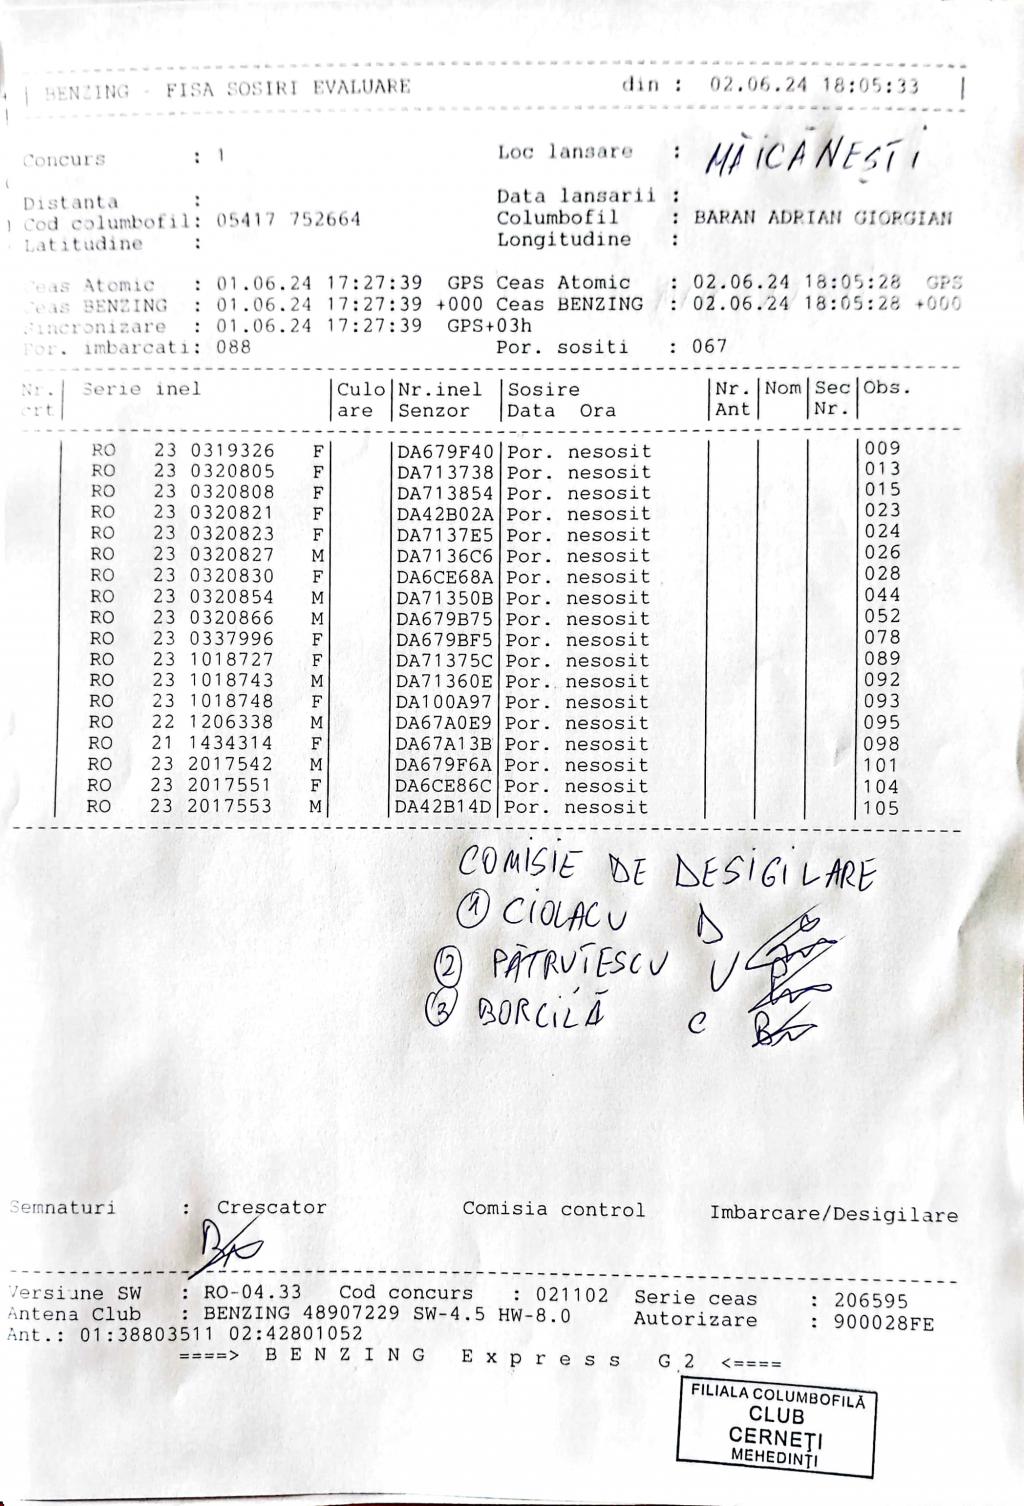 BENZING - FISA SOSIRI EVALUARE din : 02.06.24 18:05:33
Concurs : 1 Loc lansare : MĂICĂNEȘTI
Distanta : Data lansarii :
Cod columbofil: 05417 752664 Columbofil : BARAN ADRIAN GIORGIAN
Latitudine : Longitudine :
Ceas Atomic : 01.06.24 17:27:39 GPS Ceas Atomic : 02.06.24 18:05:28 GPS
Ceas BENZING : 01.06.24 17:27:39 +000 Ceas BENZING : 02.06.24 18:05:28 +000
Sincronizare : 01.06.24 17:27:39 GPS+03h
Por. imbarcati: 088 Por. sositi : 067
Nr. Serie inel Culo Nr.inel Sosire Nr. Nom Sec Obs.
crt are Senzor Data Ora Ant Nr.
RO 23 0319326 F DA679F40 Por. nesosit 009
RO 23 0320805 F DA713738 Por. nesosit 013
RO 23 0320808 F DA713854 Por. nesosit 015
RO 23 0320821 F DA42B02A Por. nesosit 023
RO 23 0320823 F DA7137E5 Por. nesosit 024
RO 23 0320827 M DA7136C6 Por. nesosit 026
RO 23 0320830 F DA6CE68A Por. nesosit 028
RO 23 0320854 M DA71350B Por. nesosit 044
RO 23 0320866 M DA679B75 Por. nesosit 052
RO 23 0337996 F DA679BF5 Por. nesosit 078
RO 23 1018727 F DA71375C Por. nesosit 089
RO 23 1018743 M DA71360E Por. nesosit 092
RO 23 1018748 F DA100A97 Por. nesosit 093
RO 22 1206338 M DA67A0E9 Por. nesosit 095
RO 21 1434314 F DA67A13B Por. nesosit 098
RO 23 2017542 M DA679F6A Por. nesosit 101
RO 23 2017551 F DA6CE86C Por. nesosit 104
RO 23 2017553 M DA42B14D Por. nesosit 105
COMISIE DE DESIGILARE
1 CIOLACU D
2 PĂTRUȚESCU V
3 BORCILĂ C
Semnaturi : Crescator Comisia control Imbarcare/Desigilare
Versiune SW : RO-04.33 Cod concurs : 021102 Serie ceas : 206595
Antena Club : BENZING 48907229 SW-4.5 HW-8.0 Autorizare : 900028FE
Ant.: 01:38803511 02:42801052
====> B E N Z I N G E x p r e s s G 2 <====
FILIALA COLUMBOFILĂ
CLUB
CERNEȚI
MEHEDINȚI